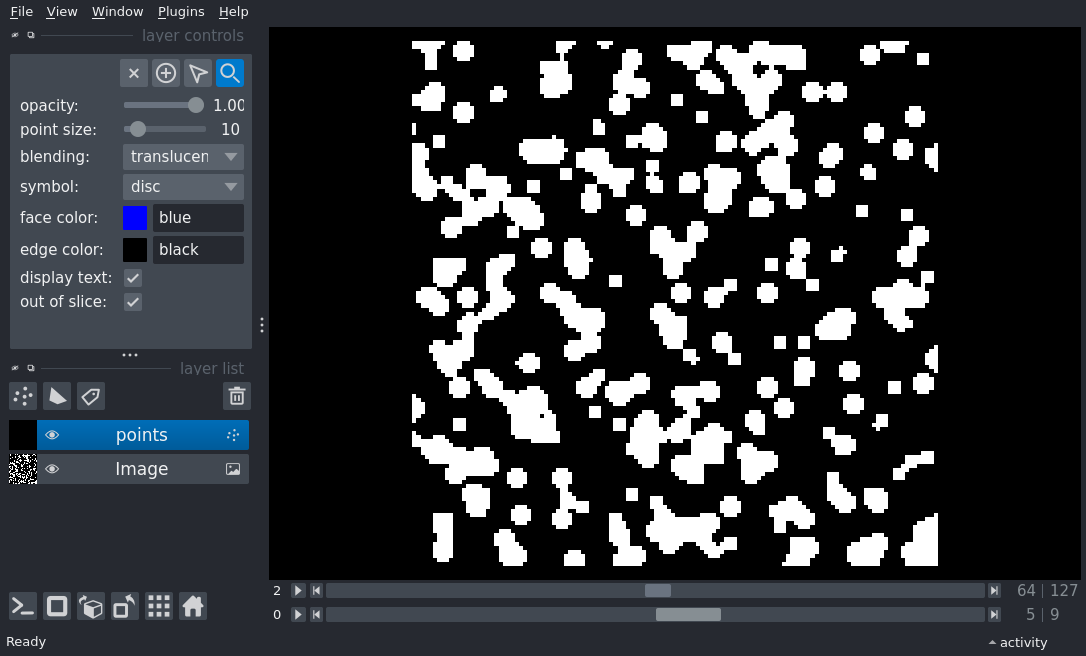 File View Window Plugins Help
layer controls
opacity: 1.00
point size: 10
blending: translucen
symbol: disc
face color: blue
edge color: black
display text:
out of slice:
layer list
points
Image
2 64 127
0 5 9
Ready activity